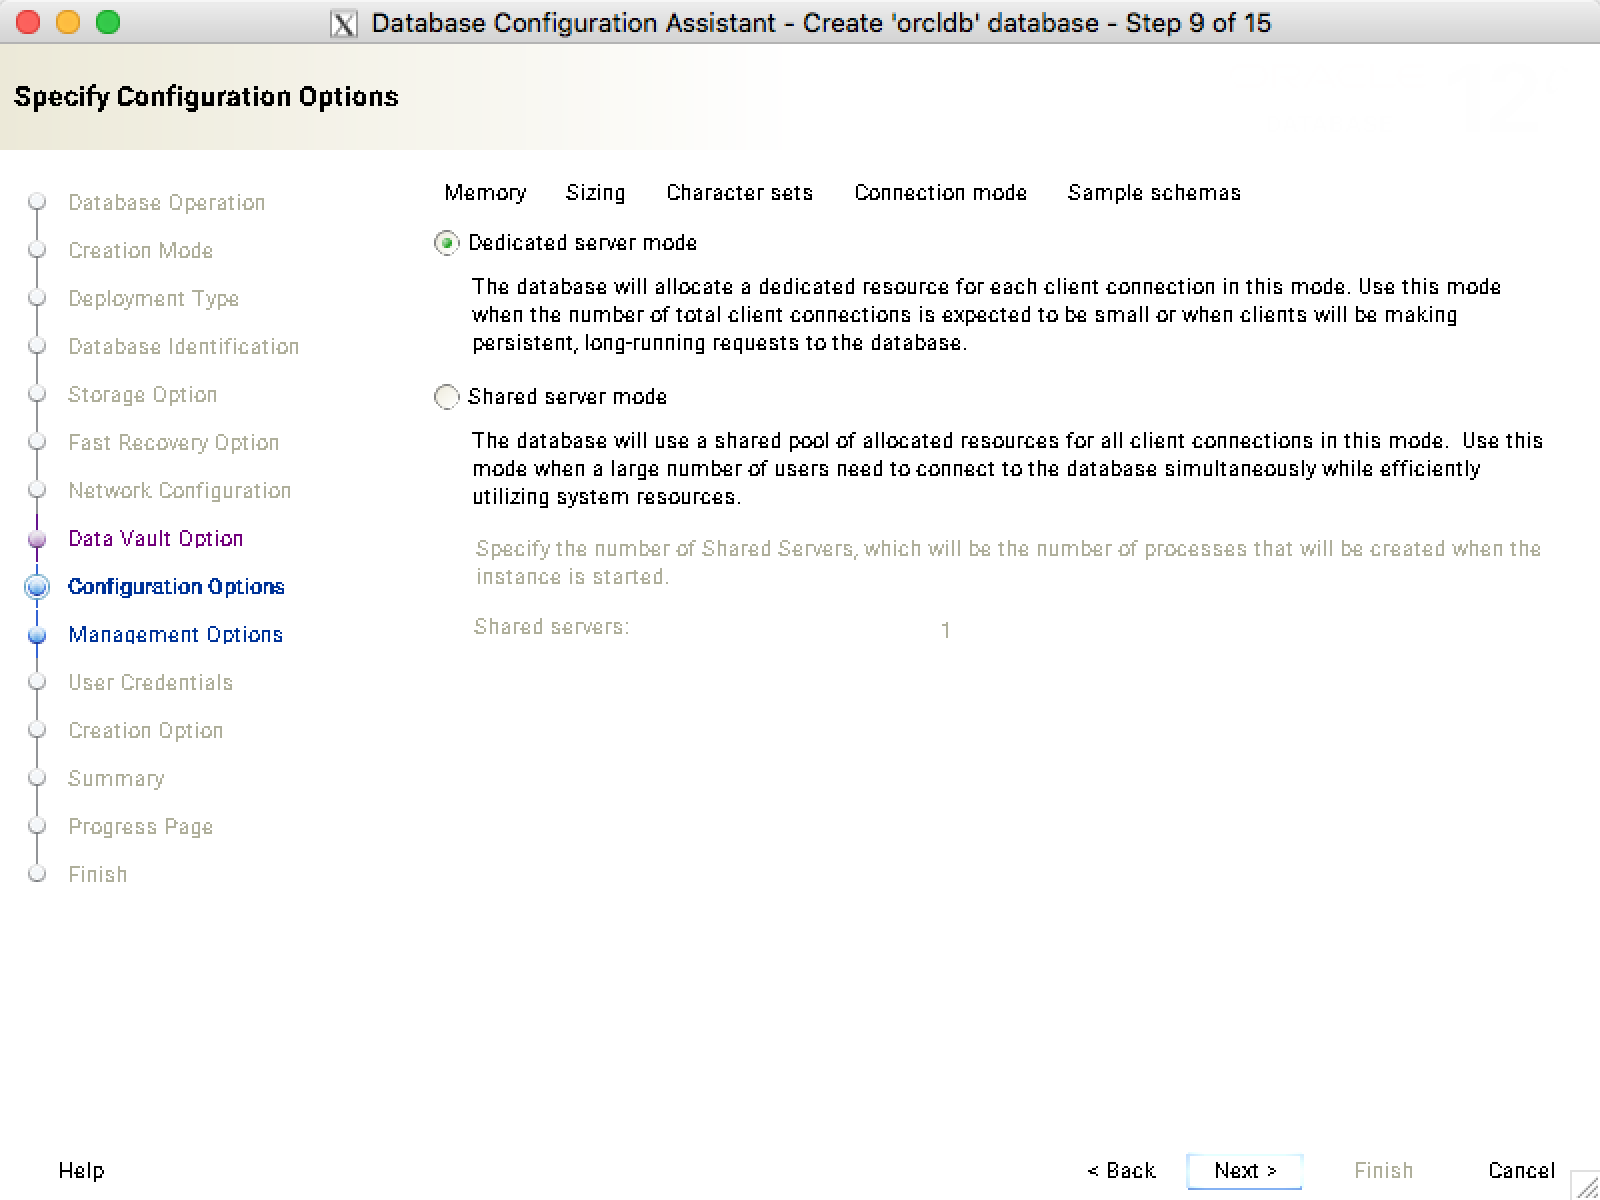 Database Configuration Assistant - Create 'orcldb' database - Step 9 of 15
Specify Configuration Options
Database Operation
Creation Mode
Deployment Type
Database Identification
Storage Option
Fast Recovery Option
Network Configuration
Data Vault Option
Configuration Options
Management Options
User Credentials
Creation Option
Summary
Progress Page
Finish
Memory Sizing Character sets Connection mode Sample schemas
Dedicated server mode
The database will allocate a dedicated resource for each client connection in this mode. Use this mode
when the number of total client connections is expected to be small or when clients will be making
persistent, long-running requests to the database.
Shared server mode
The database will use a shared pool of allocated resources for all client connections in this mode. Use this
mode when a large number of users need to connect to the database simultaneously while efficiently
utilizing system resources.
Specify the number of Shared Servers, which will be the number of processes that will be created when the
instance is started.
Shared servers: 1
Help < Back Next > Finish Cancel